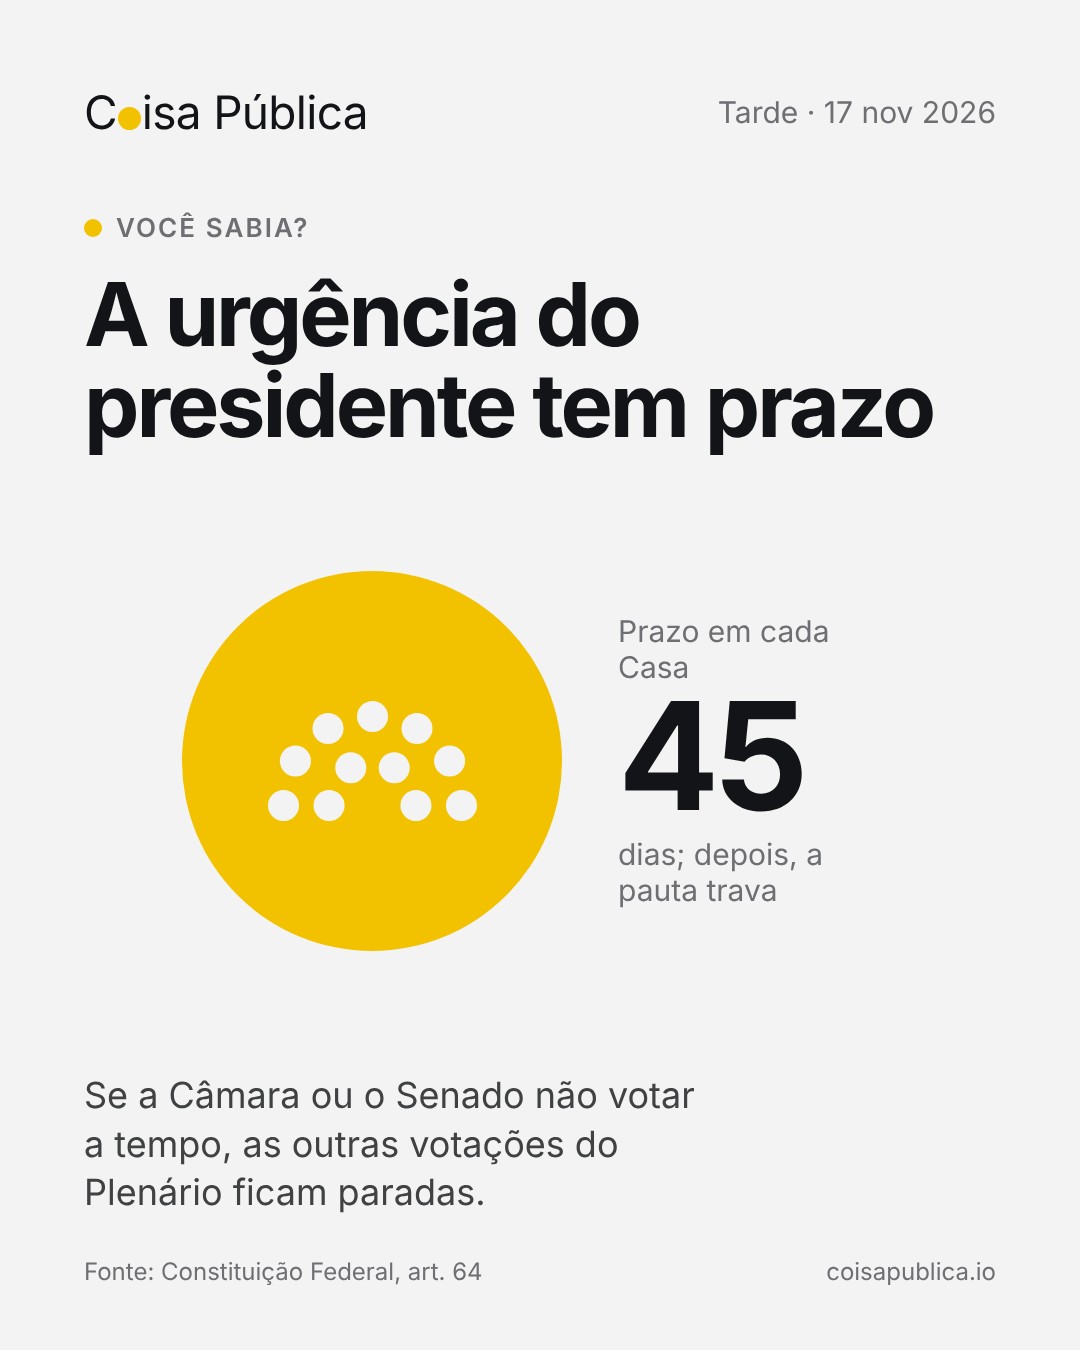 Coisa Pública
Tarde · 17 nov 2026
VOCÊ SABIA?
A urgência do
presidente tem prazo
Prazo em cada
Casa
45
dias; depois, a
pauta trava
Se a Câmara ou o Senado não votar
a tempo, as outras votações do
Plenário ficam paradas.
Fonte: Constituição Federal, art. 64
coisapublica.io